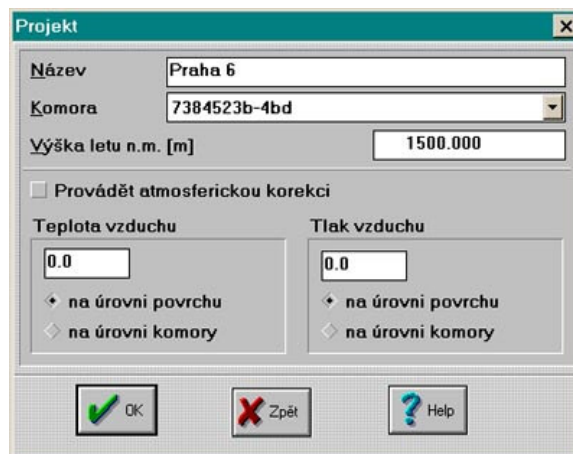 Projekt
Název Praha 6
Komora 7384523b-4bd
Výška letu n.m. [m] 1500.000
Provádět atmosferickou korekci
Teplota vzduchu Tlak vzduchu
0.0 0.0
na úrovni povrchu na úrovni povrchu
na úrovni komory na úrovni komory
OK Zpět Help